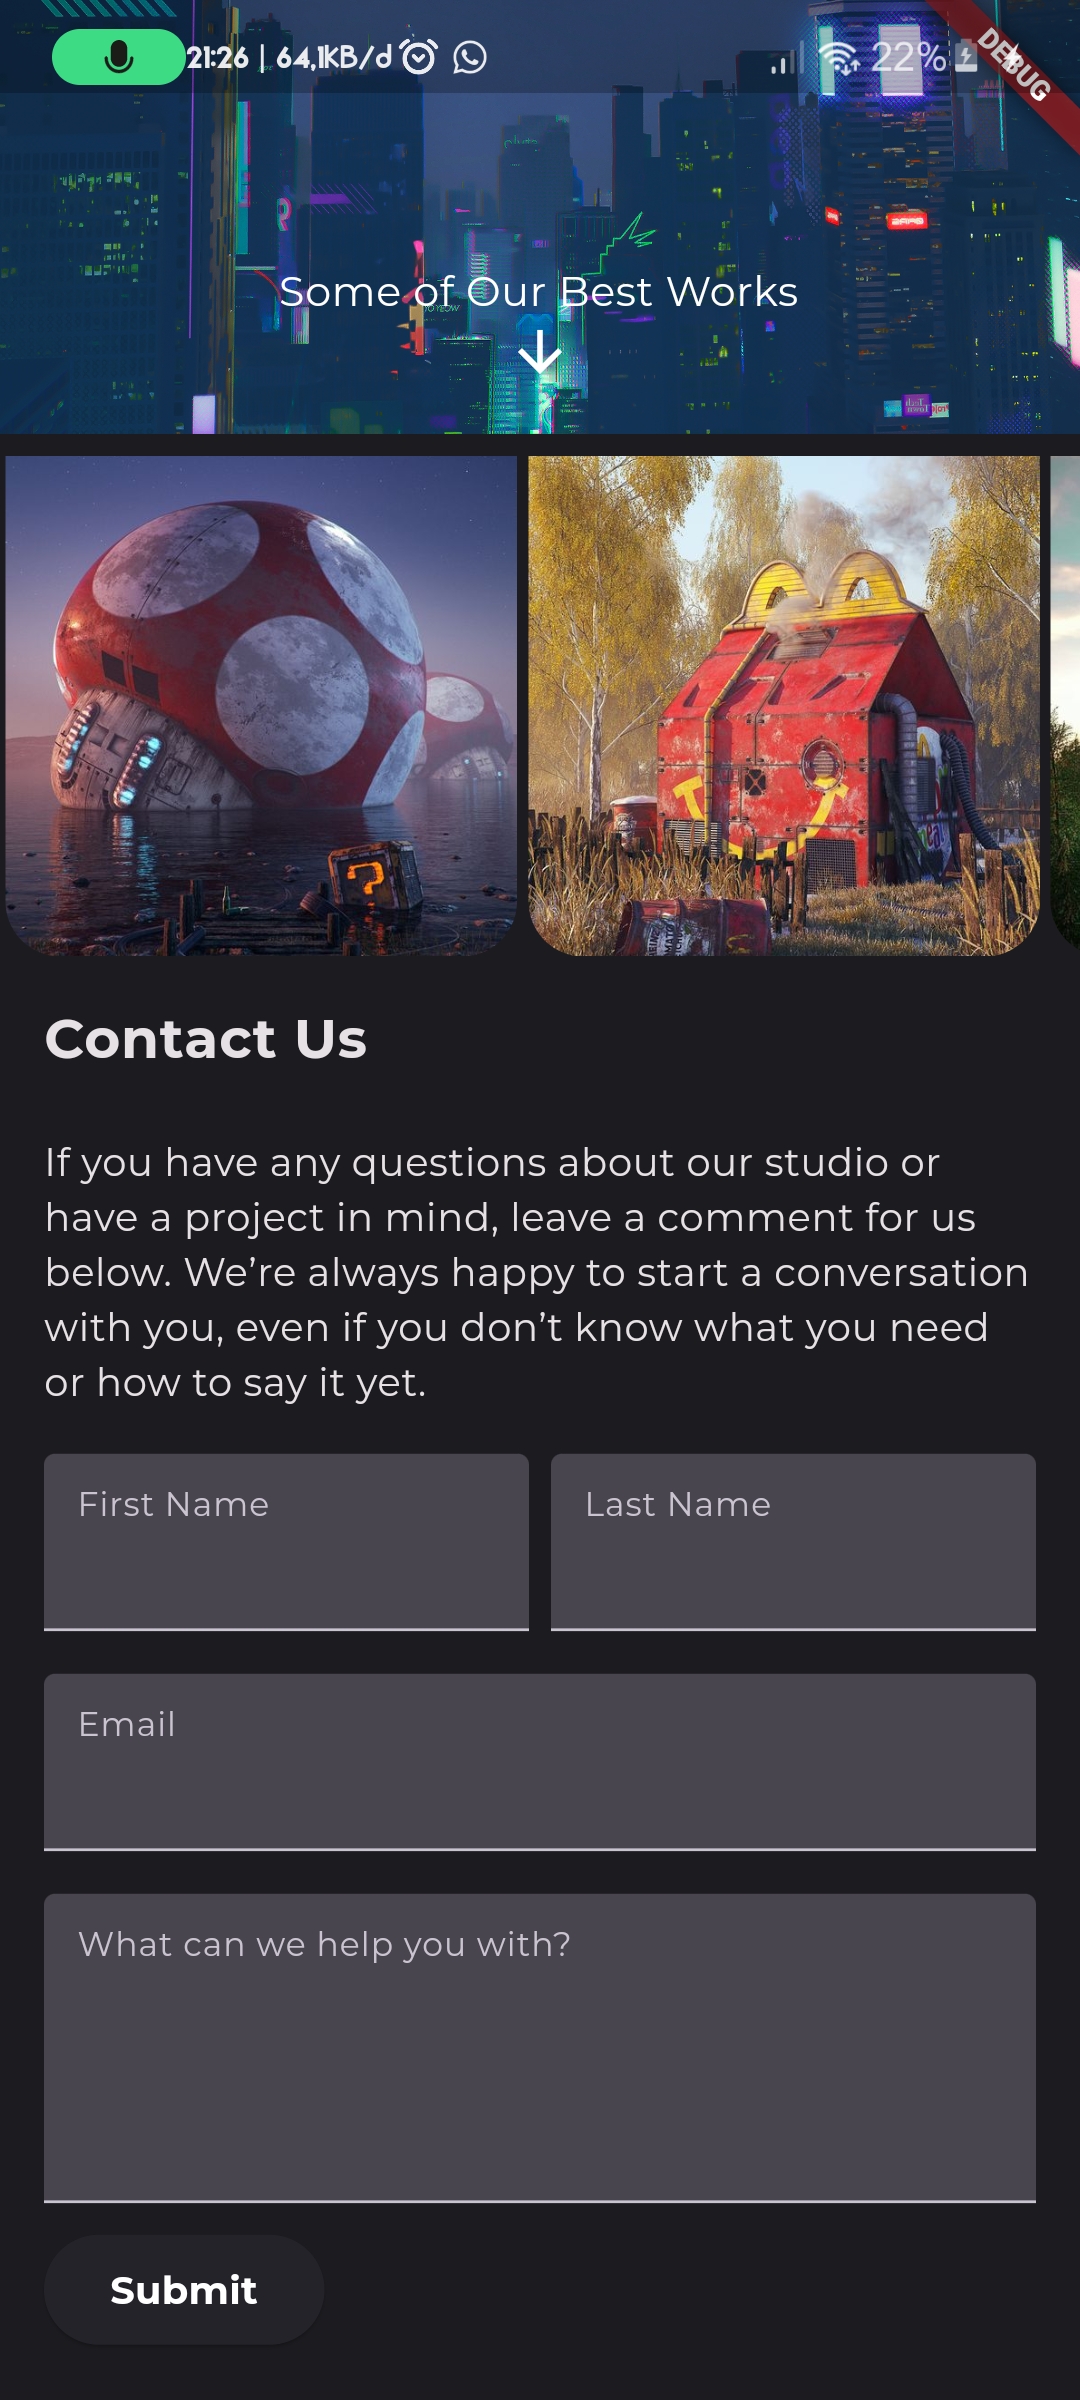 21:26 | 64,1KB/d
22%
DEBUG
Some of Our Best Works
?
Contact Us
If you have any questions about our studio or
have a project in mind, leave a comment for us
below. We’re always happy to start a conversation
with you, even if you don’t know what you need
or how to say it yet.
First Name
Last Name
Email
What can we help you with?
Submit